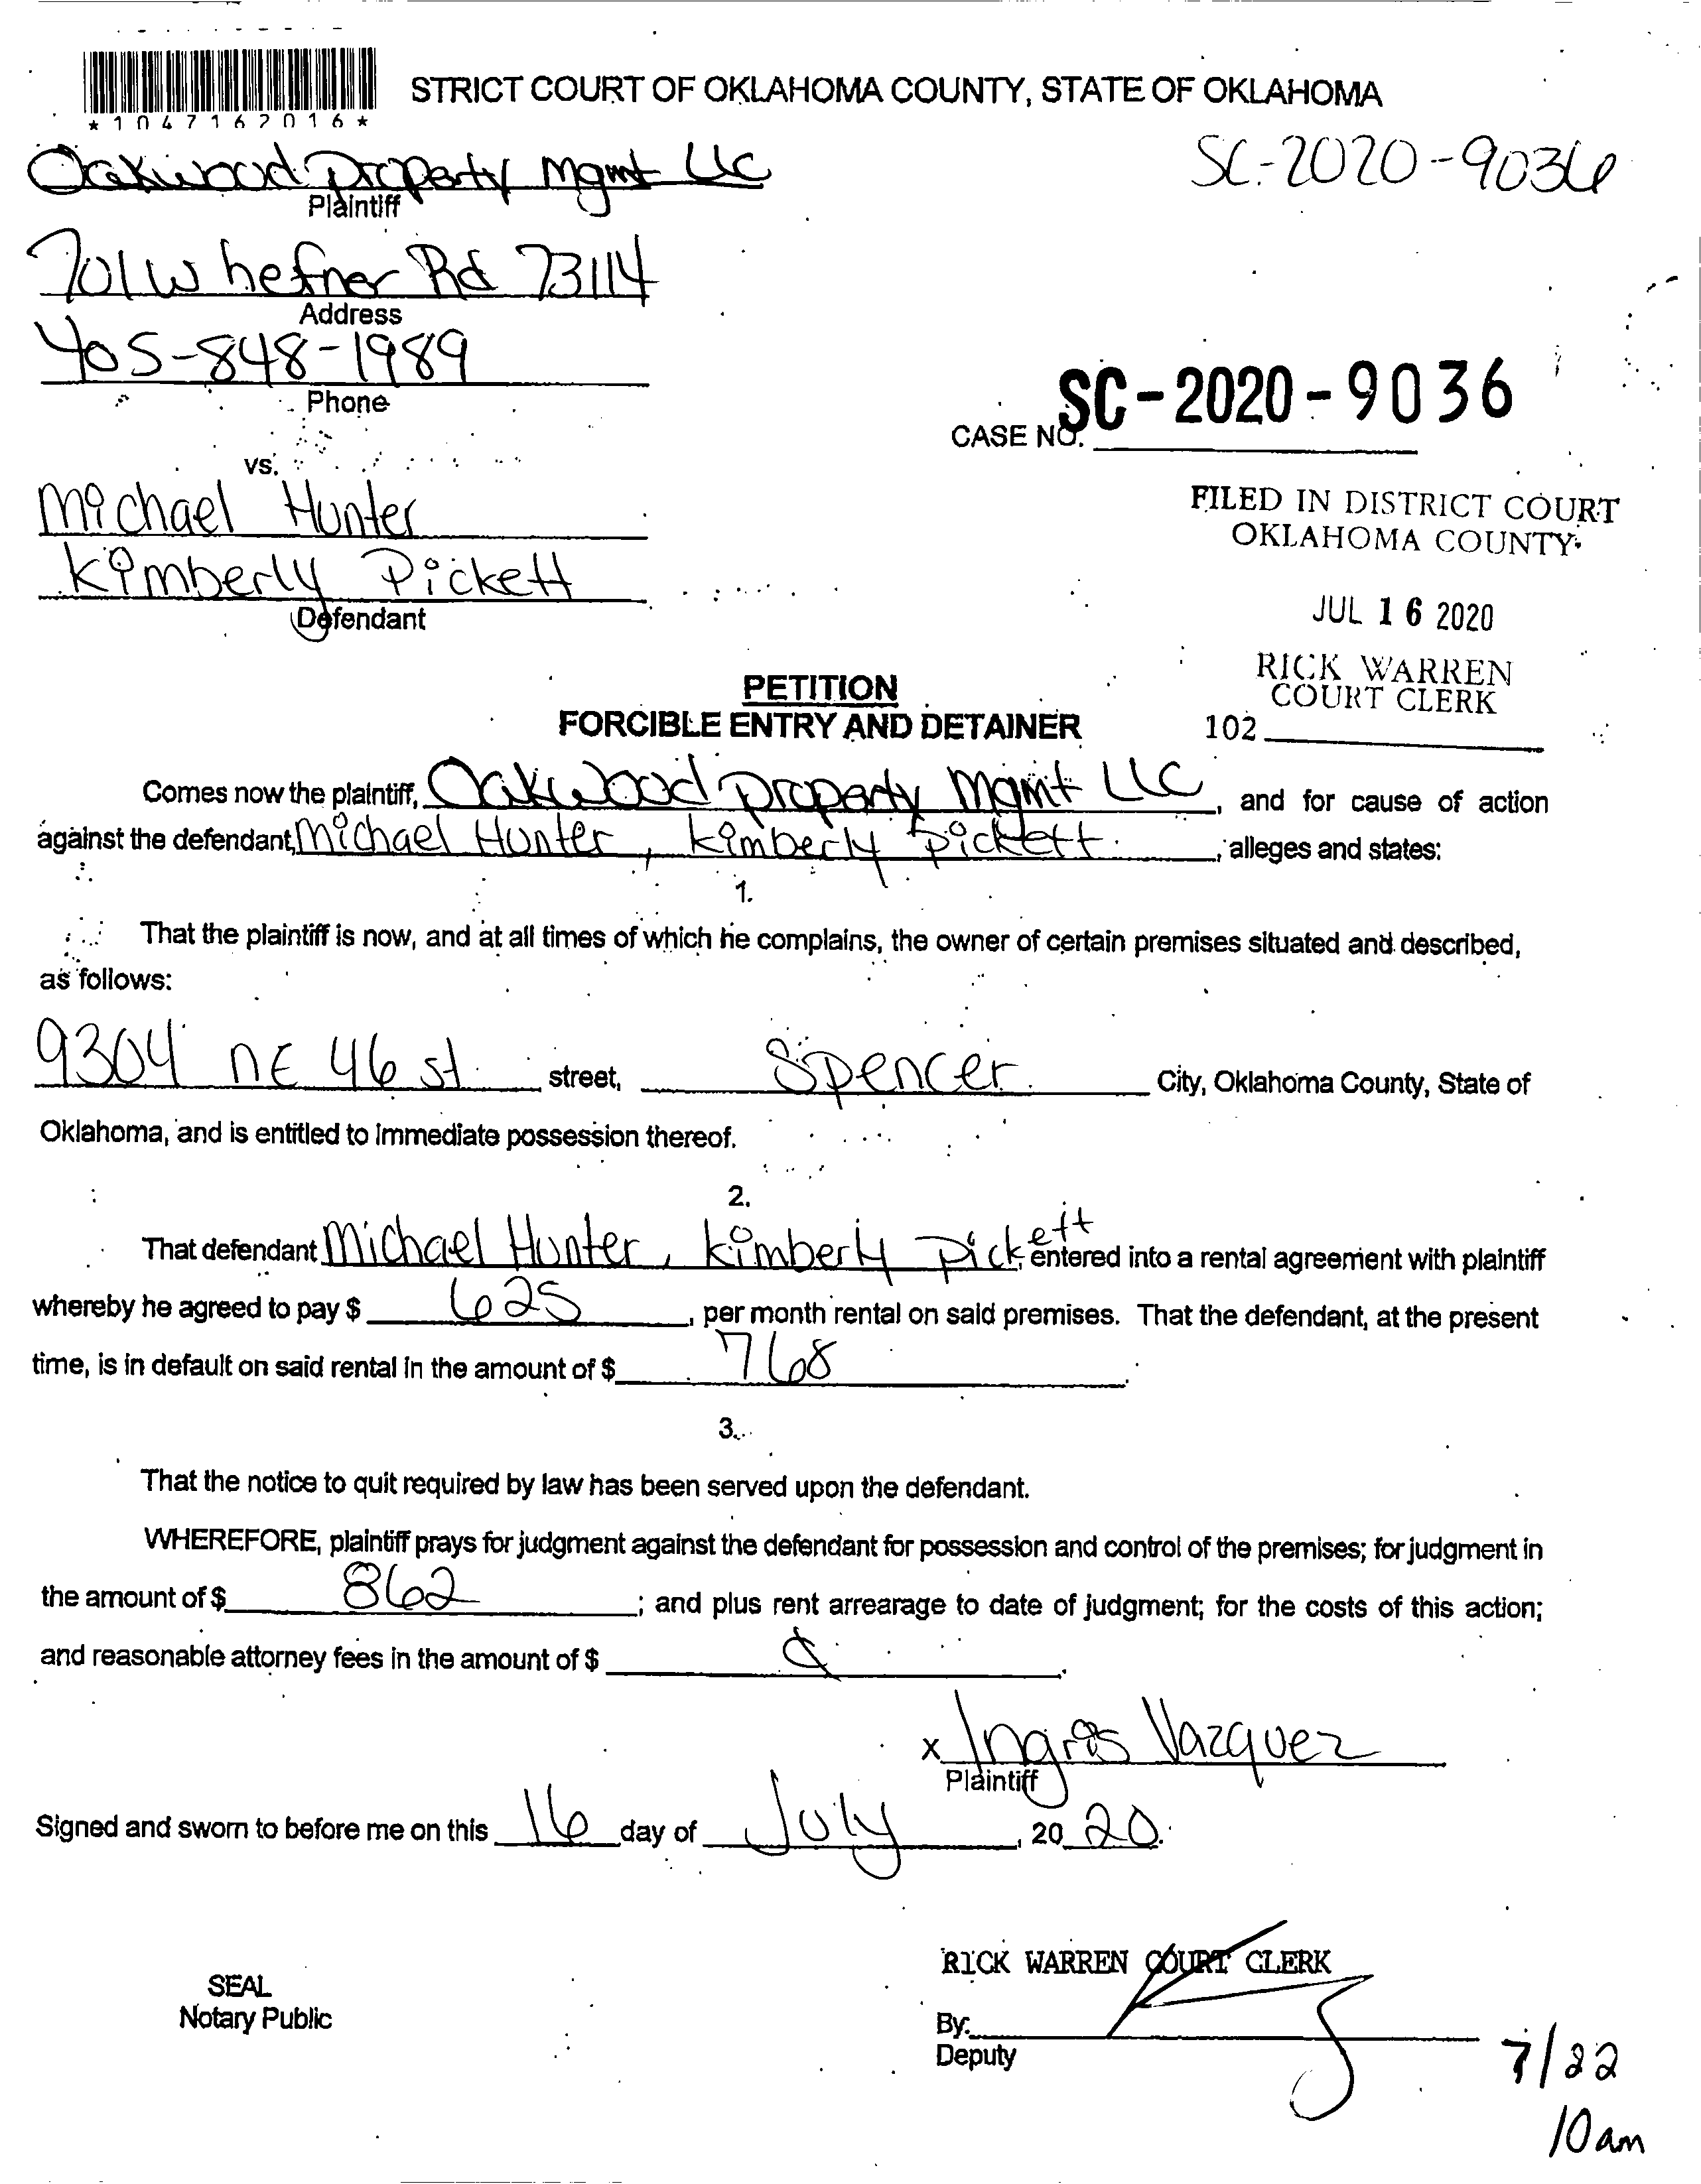 STRICT COURT OF OKLAHOMA COUNTY, STATE OF OKLAHOMA
*1047162016*
Oakwood Property Mgmt LLC
SC-2020-9036
Plaintiff
701 W hefner Rd 73114
Address
405-848-1989
Phone
CASE NO. SC-2020-9036
vs.
Michael Hunter
Kimberly Pickett
Defendant
FILED IN DISTRICT COURT
OKLAHOMA COUNTY
JUL 16 2020
RICK WARREN
COURT CLERK
102
PETITION
FORCIBLE ENTRY AND DETAINER
Comes now the plaintiff, Oakwood Property Mgmt LLC, and for cause of action
against the defendant, Michael Hunter, Kimberly Pickett, alleges and states:
1.
That the plaintiff is now, and at all times of which he complains, the owner of certain premises situated and described,
as follows:
9304 NE 46 st street, Spencer City, Oklahoma County, State of
Oklahoma, and is entitled to immediate possession thereof.
2.
That defendant Michael Hunter, Kimberly Pickett, entered into a rental agreement with plaintiff
whereby he agreed to pay $ 625, per month rental on said premises. That the defendant, at the present
time, is in default on said rental in the amount of $ 768.
3.
That the notice to quit required by law has been served upon the defendant.
WHEREFORE, plaintiff prays for judgment against the defendant for possession and control of the premises; for judgment in
the amount of $ 862; and plus rent arrearage to date of judgment; for the costs of this action;
and reasonable attorney fees in the amount of $
x Ingris Vazquez
Plaintiff
Signed and sworn to before me on this 16 day of July, 20 20.
RICK WARREN COURT CLERK
SEAL
Notary Public
By:
Deputy
7/22
10 am